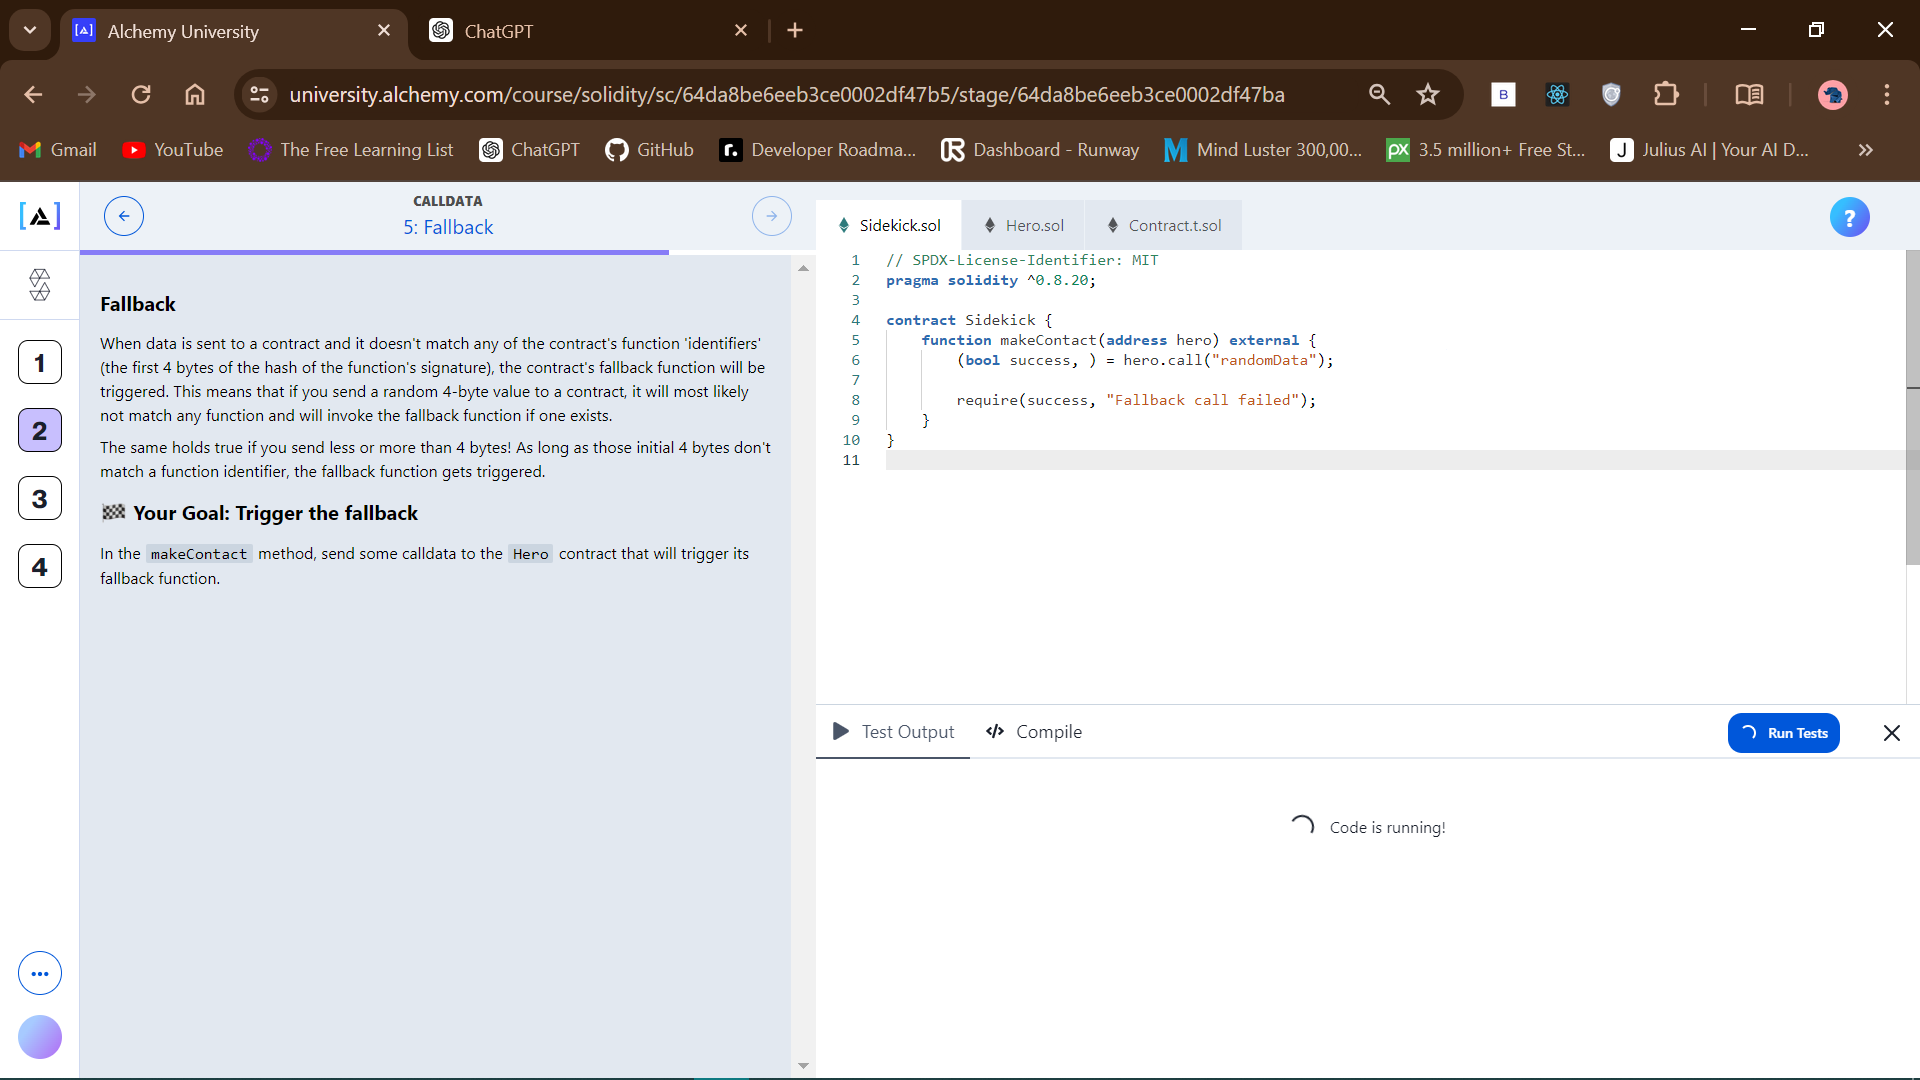 Alchemy University
ChatGPT
university.alchemy.com/course/solidity/sc/64da8be6eeb3ce0002df47b5/stage/64da8be6eeb3ce0002df47ba
B
Gmail
YouTube
The Free Learning List
ChatGPT
GitHub
r.
Developer Roadma...
Dashboard - Runway
Mind Luster 300,00...
px
3.5 million+ Free St...
J
Julius AI | Your AI D...
CALLDATA
5: Fallback
1
2
3
4
Fallback
When data is sent to a contract and it doesn't match any of the contract's function 'identifiers'
(the first 4 bytes of the hash of the function's signature), the contract's fallback function will be
triggered. This means that if you send a random 4-byte value to a contract, it will most likely
not match any function and will invoke the fallback function if one exists.
The same holds true if you send less or more than 4 bytes! As long as those initial 4 bytes don't
match a function identifier, the fallback function gets triggered.
Your Goal: Trigger the fallback
In the makeContact method, send some calldata to the Hero contract that will trigger its
fallback function.
Sidekick.sol
Hero.sol
Contract.t.sol
?
1 // SPDX-License-Identifier: MIT
2 pragma solidity ^0.8.20;
3
4 contract Sidekick {
5 function makeContact(address hero) external {
6 (bool success, ) = hero.call("randomData");
7
8 require(success, "Fallback call failed");
9 }
10 }
11
Test Output
</> Compile
Run Tests
Code is running!